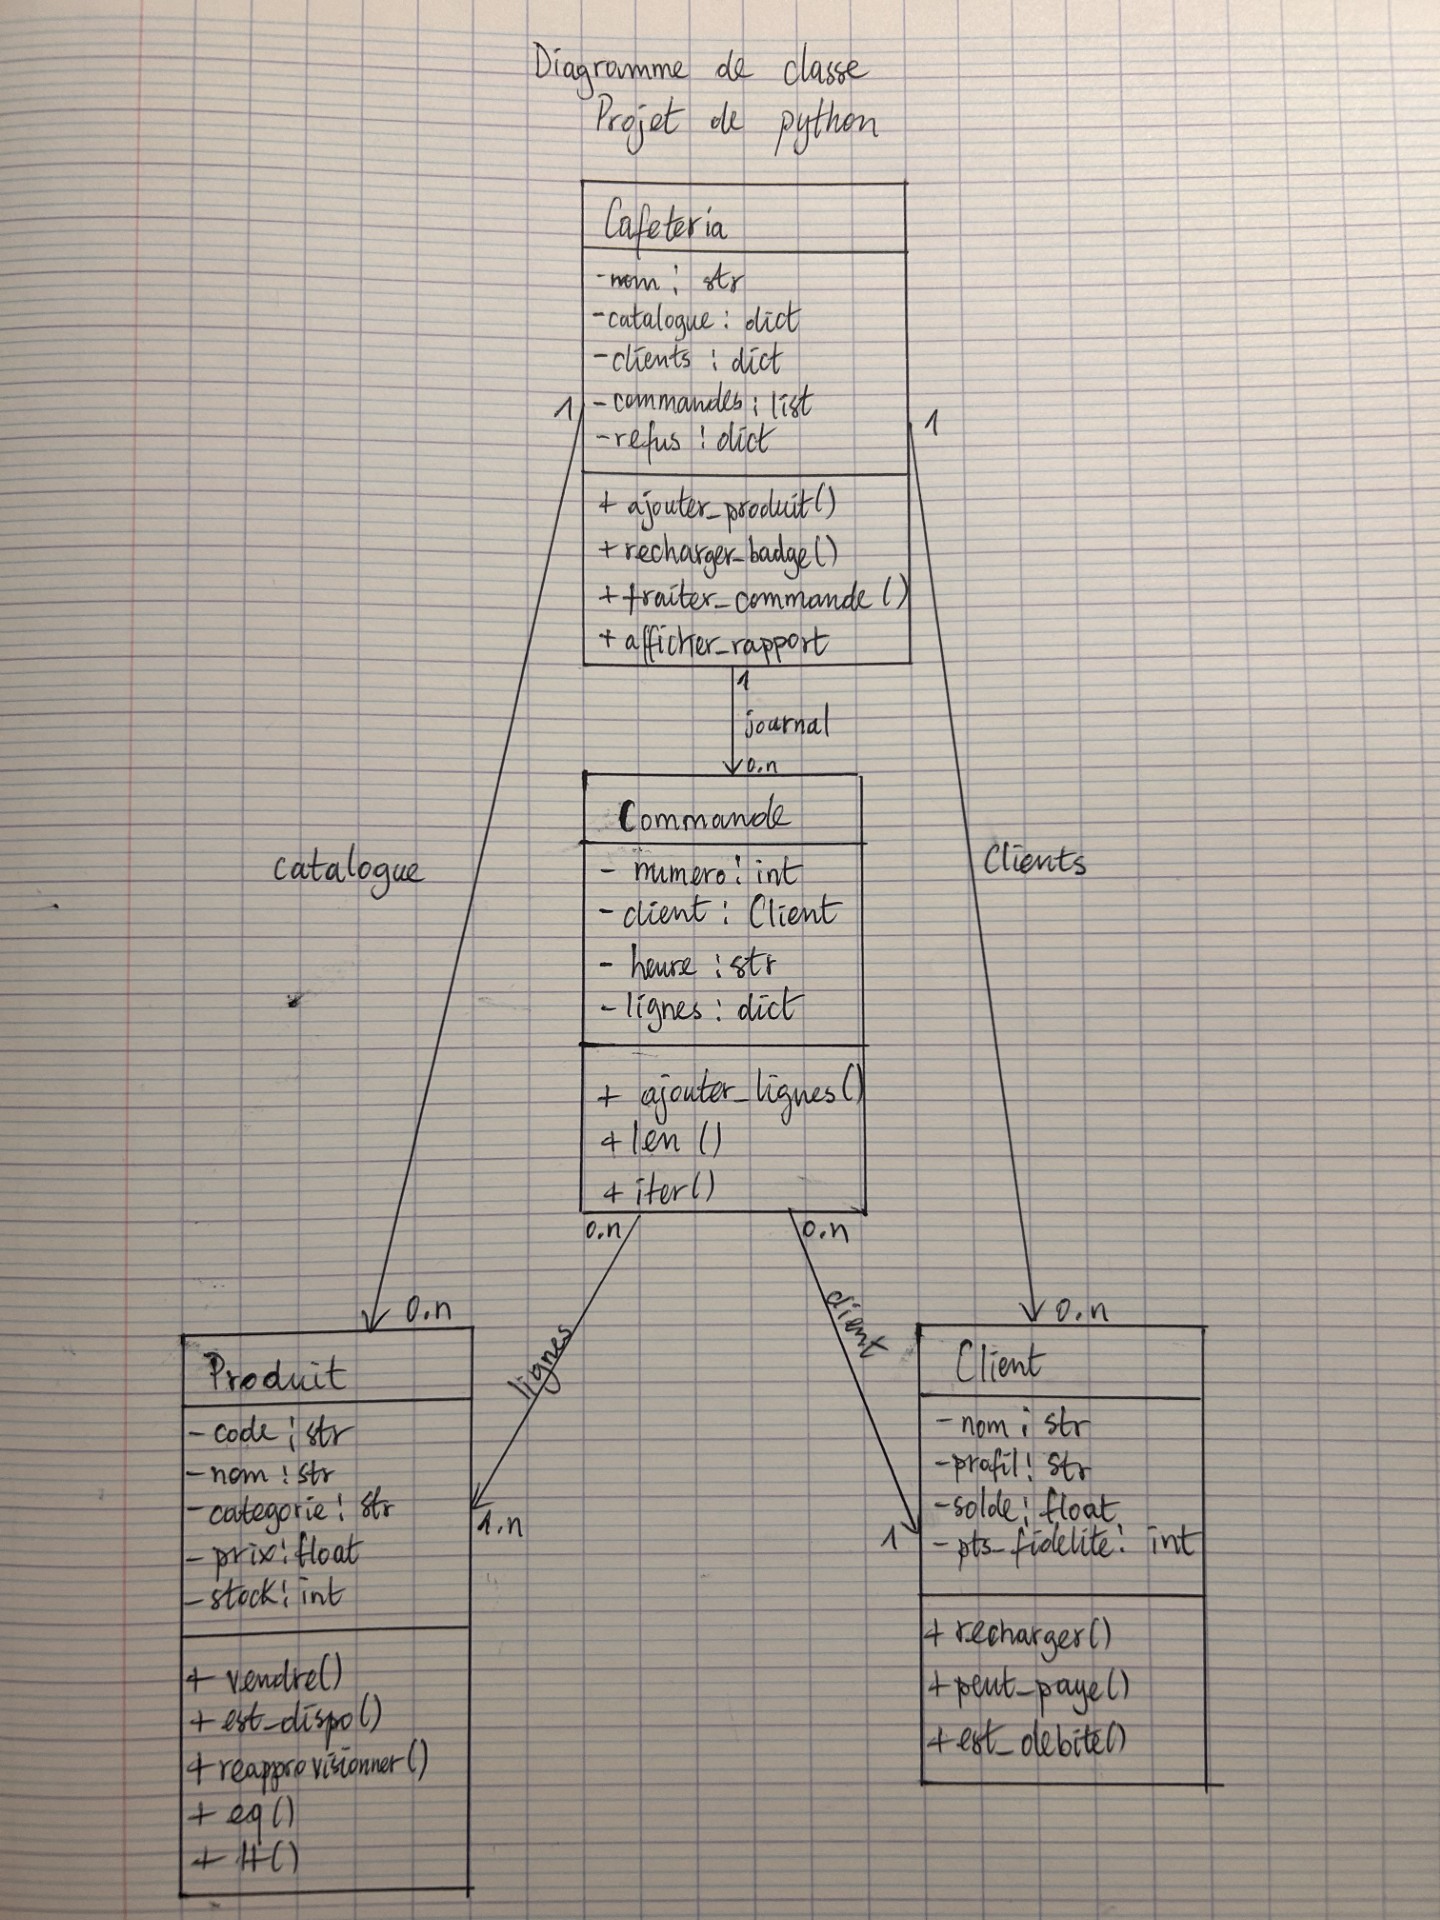 Diagramme de classe
Projet de python
Cafeteria
-nom : str
-catalogue : dict
-clients : dict
- commandes : list
-refus : dict
1
1
+ ajouter_produit()
+ recharger_badge()
+ traiter_commande()
+ afficher_rapport
1
journal
0.n
Commande
- numero : int
- client : Client
- heure : str
- lignes : dict
catalogue
Clients
+ ajouter_lignes()
+ len ()
+ iter()
0.n
0.n
lignes
client
0.n
0.n
Produit
- code : str
- nom : str
- categorie : str
- prix : float
- stock : int
1.n
+ vendre()
+ est_dispo()
+ reapprovisionner()
+ eq()
+ lt()
Client
- nom : str
- profil : str
- solde : float
- pts_fidelite : int
1
+ recharger()
+ peut_paye()
+ est_debite()